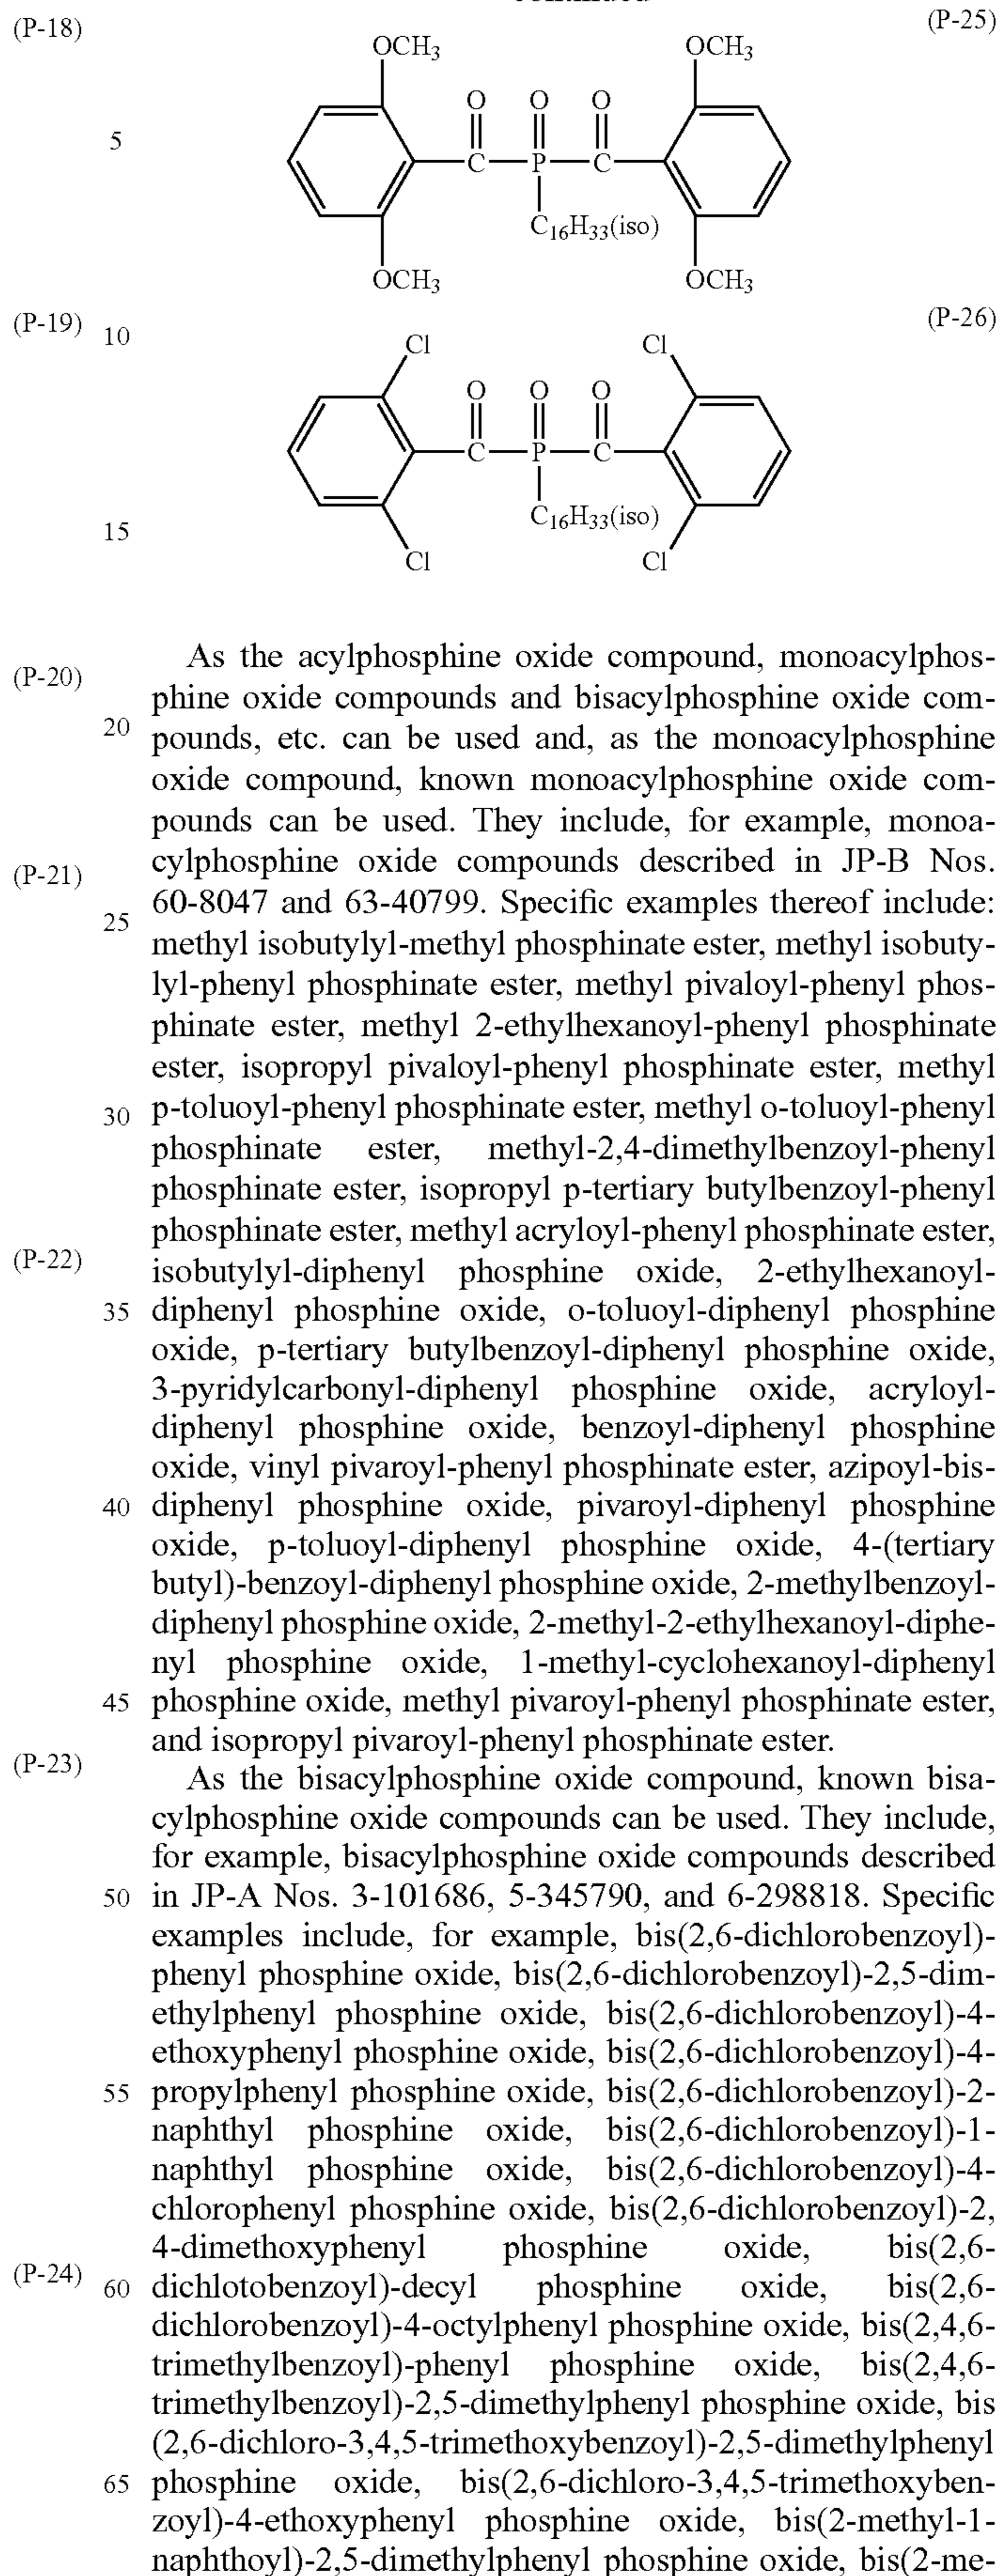 (P-18)
(P-25)
OCH3
OCH3
O O O
5
C P C
C16H33(iso)
OCH3
OCH3
(P-19)
10
(P-26)
Cl
Cl
O O O
C P C
C16H33(iso)
15
Cl
Cl
As the acylphosphine oxide compound, monoacylphos-
(P-20)
phine oxide compounds and bisacylphosphine oxide com-
20 pounds, etc. can be used and, as the monoacylphosphine
oxide compound, known monoacylphosphine oxide com-
pounds can be used. They include, for example, monoa-
(P-21)
cylphosphine oxide compounds described in JP-B Nos.
60-8047 and 63-40799. Specific examples thereof include:
25
methyl isobutylyl-methyl phosphinate ester, methyl isobuty-
lyl-phenyl phosphinate ester, methyl pivaloyl-phenyl phos-
phinate ester, methyl 2-ethylhexanoyl-phenyl phosphinate
ester, isopropyl pivaloyl-phenyl phosphinate ester, methyl
30 p-toluoyl-phenyl phosphinate ester, methyl o-toluoyl-phenyl
phosphinate ester, methyl-2,4-dimethylbenzoyl-phenyl
phosphinate ester, isopropyl p-tertiary butylbenzoyl-phenyl
phosphinate ester, methyl acryloyl-phenyl phosphinate ester,
(P-22)
isobutylyl-diphenyl phosphine oxide, 2-ethylhexanoyl-
35 diphenyl phosphine oxide, o-toluoyl-diphenyl phosphine
oxide, p-tertiary butylbenzoyl-diphenyl phosphine oxide,
3-pyridylcarbonyl-diphenyl phosphine oxide, acryloyl-
diphenyl phosphine oxide, benzoyl-diphenyl phosphine
oxide, vinyl pivaroyl-phenyl phosphinate ester, azipoyl-bis-
40 diphenyl phosphine oxide, pivaroyl-diphenyl phosphine
oxide, p-toluoyl-diphenyl phosphine oxide, 4-(tertiary
butyl)-benzoyl-diphenyl phosphine oxide, 2-methylbenzoyl-
diphenyl phosphine oxide, 2-methyl-2-ethylhexanoyl-diphe-
nyl phosphine oxide, 1-methyl-cyclohexanoyl-diphenyl
45 phosphine oxide, methyl pivaroyl-phenyl phosphinate ester,
and isopropyl pivaroyl-phenyl phosphinate ester.
(P-23)
As the bisacylphosphine oxide compound, known bisa-
cylphosphine oxide compounds can be used. They include,
for example, bisacylphosphine oxide compounds described
50 in JP-A Nos. 3-101686, 5-345790, and 6-298818. Specific
examples include, for example, bis(2,6-dichlorobenzoyl)-
phenyl phosphine oxide, bis(2,6-dichlorobenzoyl)-2,5-dim-
ethylphenyl phosphine oxide, bis(2,6-dichlorobenzoyl)-4-
ethoxyphenyl phosphine oxide, bis(2,6-dichlorobenzoyl)-4-
55 propylphenyl phosphine oxide, bis(2,6-dichlorobenzoyl)-2-
naphthyl phosphine oxide, bis(2,6-dichlorobenzoyl)-1-
naphthyl phosphine oxide, bis(2,6-dichlorobenzoyl)-4-
chlorophenyl phosphine oxide, bis(2,6-dichlorobenzoyl)-2,
4-dimethoxyphenyl phosphine oxide, bis(2,6-
(P-24)
60 dichlotobenzoyl)-decyl phosphine oxide, bis(2,6-
dichlorobenzoyl)-4-octylphenyl phosphine oxide, bis(2,4,6-
trimethylbenzoyl)-phenyl phosphine oxide, bis(2,4,6-
trimethylbenzoyl)-2,5-dimethylphenyl phosphine oxide, bis
(2,6-dichloro-3,4,5-trimethoxybenzoyl)-2,5-dimethylphenyl
65 phosphine oxide, bis(2,6-dichloro-3,4,5-trimethoxyben-
zoyl)-4-ethoxyphenyl phosphine oxide, bis(2-methyl-1-
naphthoyl)-2,5-dimethylphenyl phosphine oxide, bis(2-me-